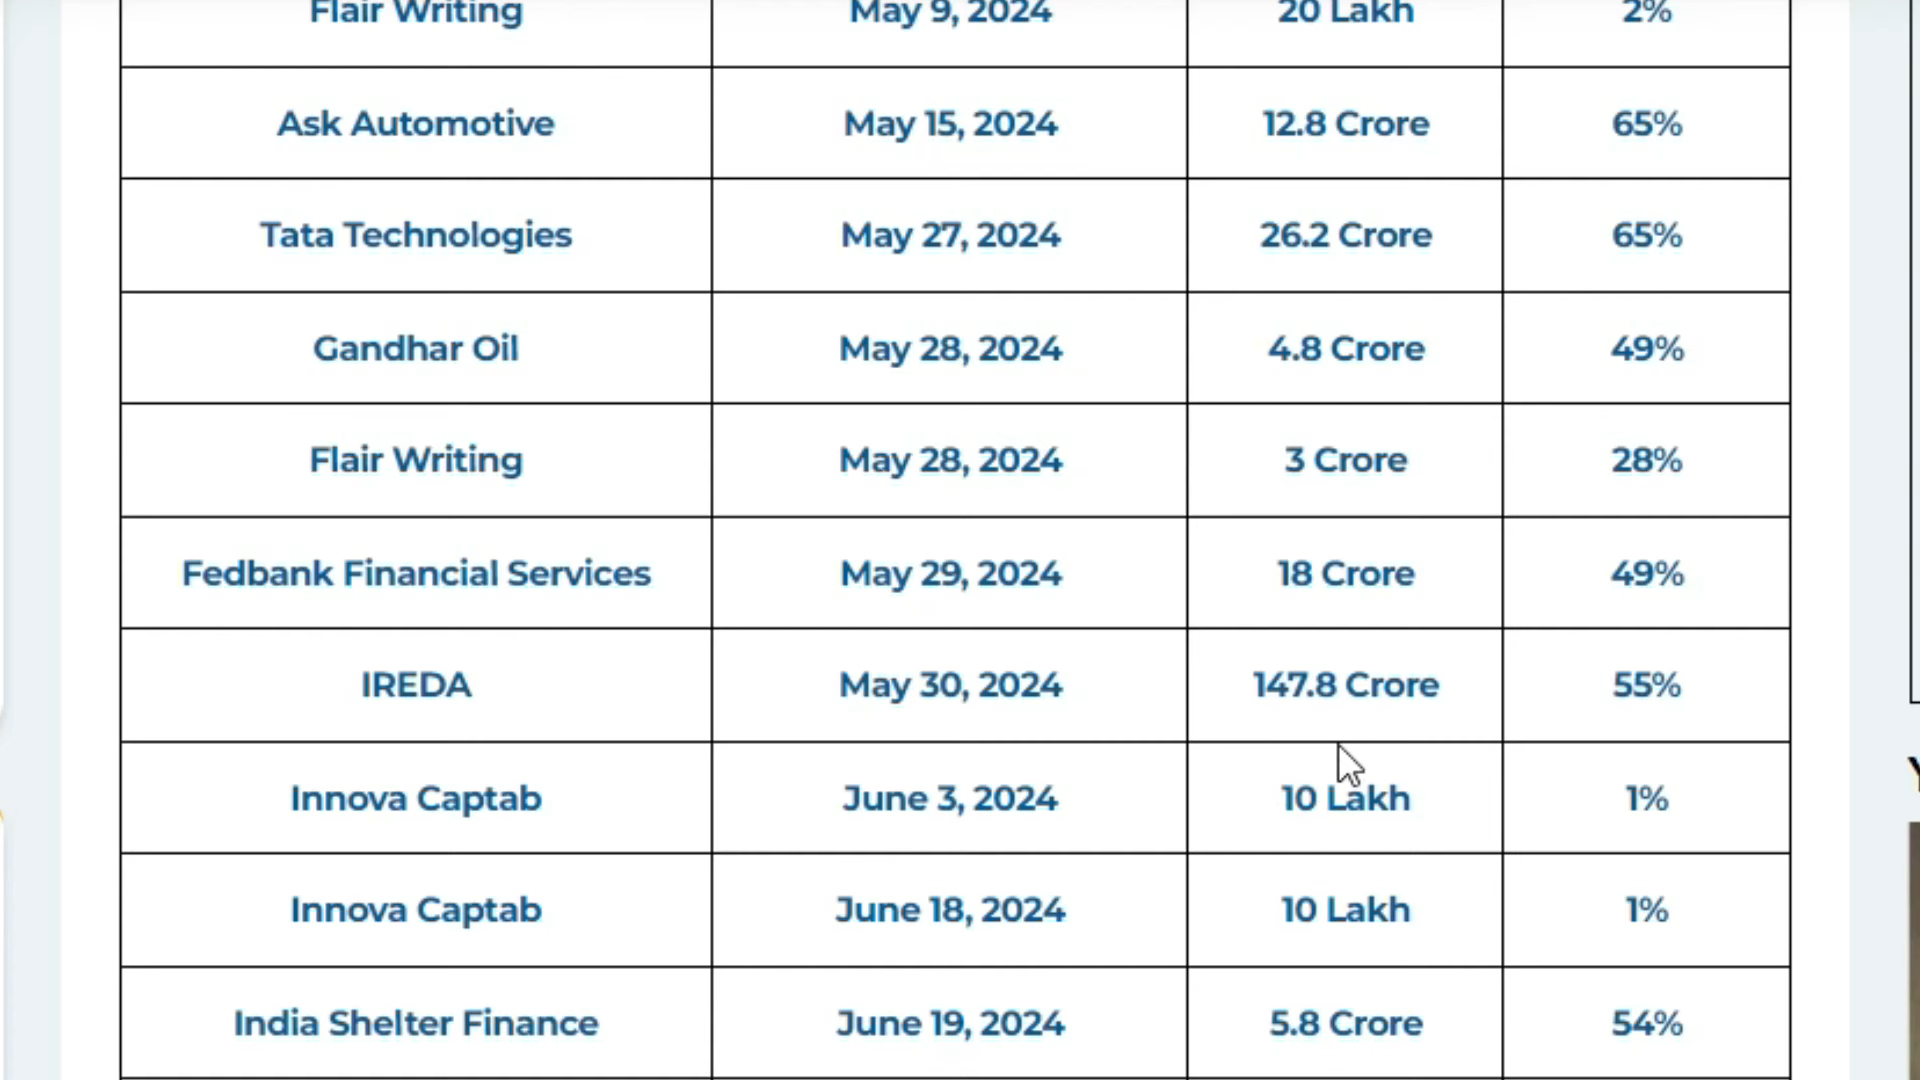 Flair Writing May 9, 2024 20 Lakh 2%
Ask Automotive May 15, 2024 12.8 Crore 65%
Tata Technologies May 27, 2024 26.2 Crore 65%
Gandhar Oil May 28, 2024 4.8 Crore 49%
Flair Writing May 28, 2024 3 Crore 28%
Fedbank Financial Services May 29, 2024 18 Crore 49%
IREDA May 30, 2024 147.8 Crore 55%
Innova Captab June 3, 2024 10 Lakh 1%
Innova Captab June 18, 2024 10 Lakh 1%
India Shelter Finance June 19, 2024 5.8 Crore 54%